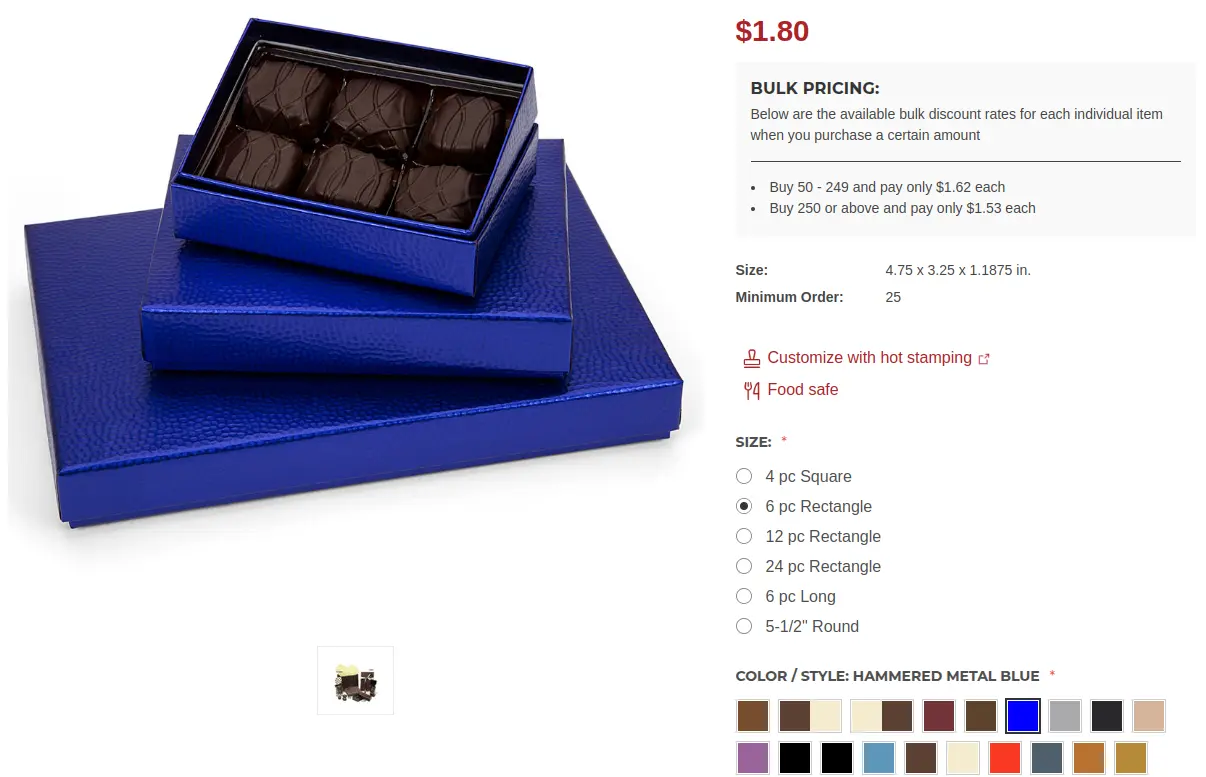 $1.80
BULK PRICING:
Below are the available bulk discount rates for each individual item
when you purchase a certain amount
• Buy 50 - 249 and pay only $1.62 each
• Buy 250 or above and pay only $1.53 each
Size: 4.75 x 3.25 x 1.1875 in.
Minimum Order: 25
Customize with hot stamping
Food safe
SIZE: *
4 pc Square
6 pc Rectangle
12 pc Rectangle
24 pc Rectangle
6 pc Long
5-1/2" Round
COLOR / STYLE: HAMMERED METAL BLUE *